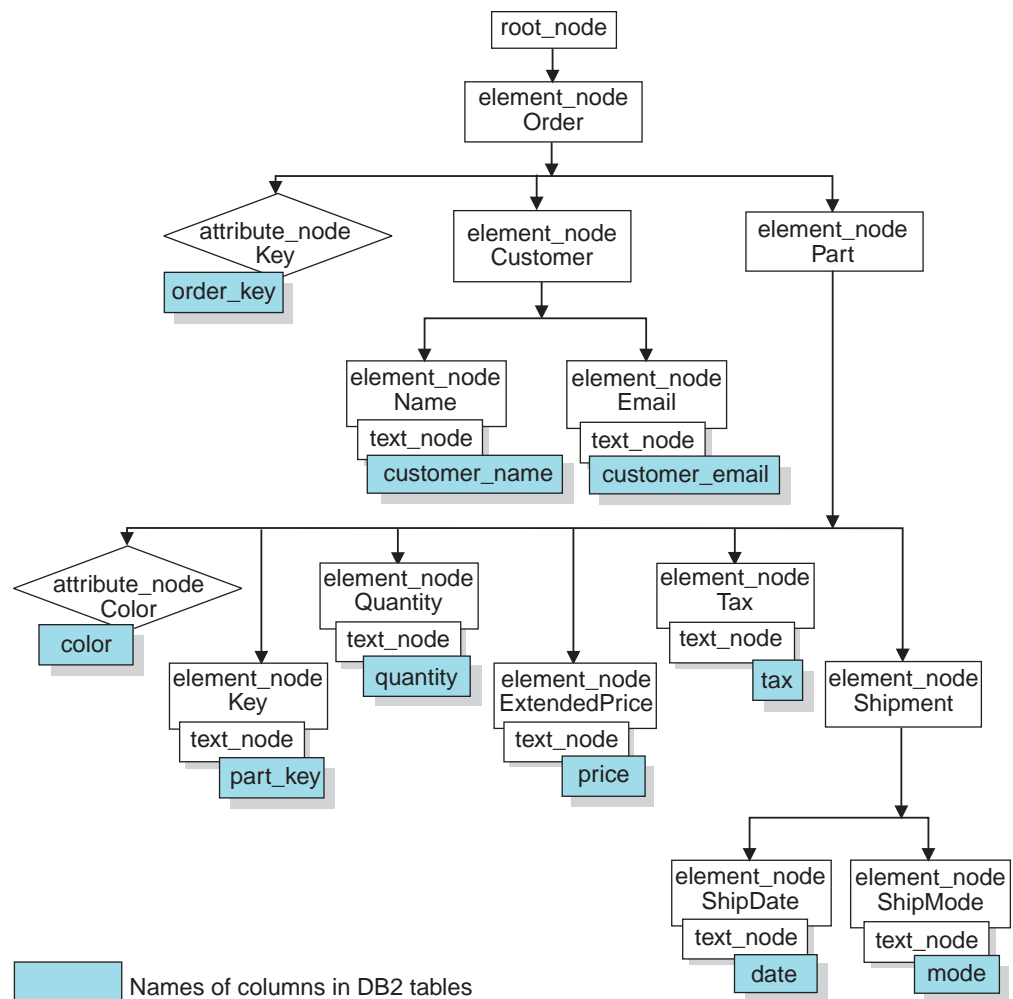 root_node
element_node
Order
attribute_node
Key
order_key
element_node
Customer
element_node
Part
element_node
Name
text_node
customer_name
element_node
Email
text_node
customer_email
attribute_node
Color
color
element_node
Key
text_node
part_key
element_node
Quantity
text_node
quantity
element_node
ExtendedPrice
text_node
price
element_node
Tax
text_node
tax
element_node
Shipment
element_node
ShipDate
text_node
date
element_node
ShipMode
text_node
mode
Names of columns in DB2 tables